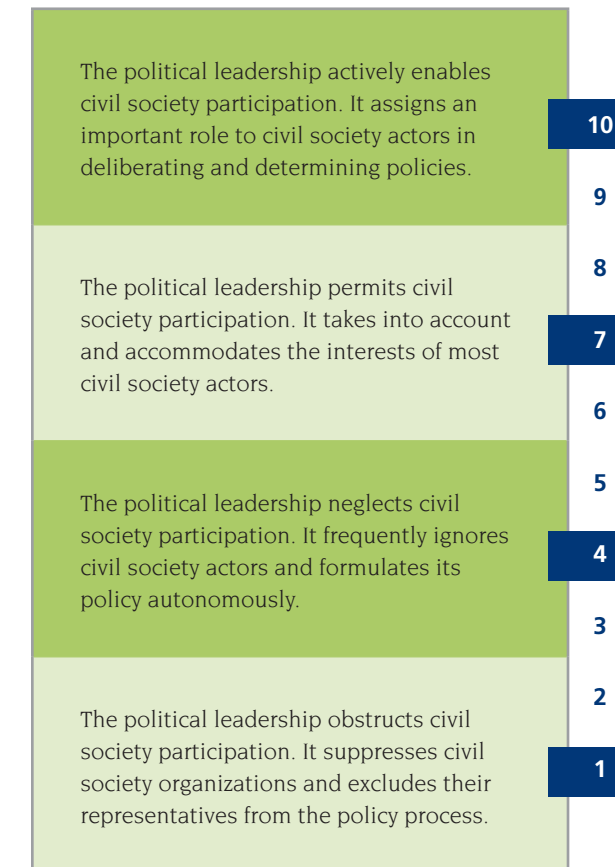 The political leadership actively enables
civil society participation. It assigns an
important role to civil society actors in
deliberating and determining policies.
10
9
8
The political leadership permits civil
society participation. It takes into account
and accommodates the interests of most
civil society actors.
7
6
5
The political leadership neglects civil
society participation. It frequently ignores
civil society actors and formulates its
policy autonomously.
4
3
2
The political leadership obstructs civil
society participation. It suppresses civil
society organizations and excludes their
representatives from the policy process.
1